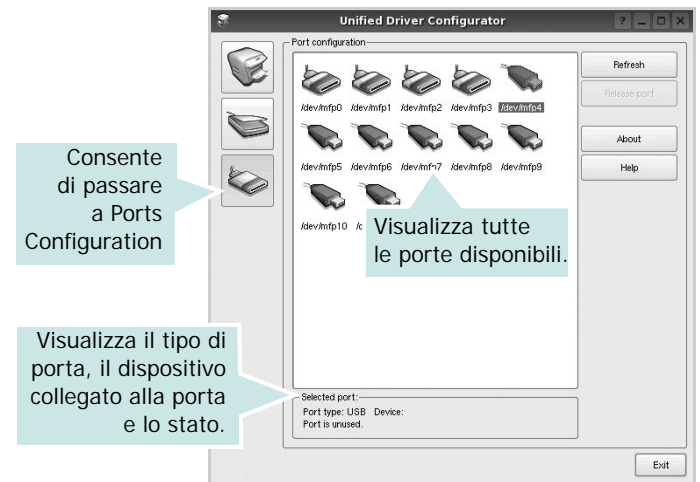 Unified Driver Configurator
Port configuration
/dev/mfp0 /dev/mfp1 /dev/mfp2 /dev/mfp3 /dev/mfp4
/dev/mfp5 /dev/mfp6 /dev/mfp7 /dev/mfp8 /dev/mfp9
/dev/mfp10
Refresh
Release port
About
Help
Consente
di passare
a Ports
Configuration
Visualizza tutte
le porte disponibili.
Visualizza il tipo di
porta, il dispositivo
collegato alla porta
e lo stato.
Selected port:
Port type: USB Device:
Port is unused.
Exit